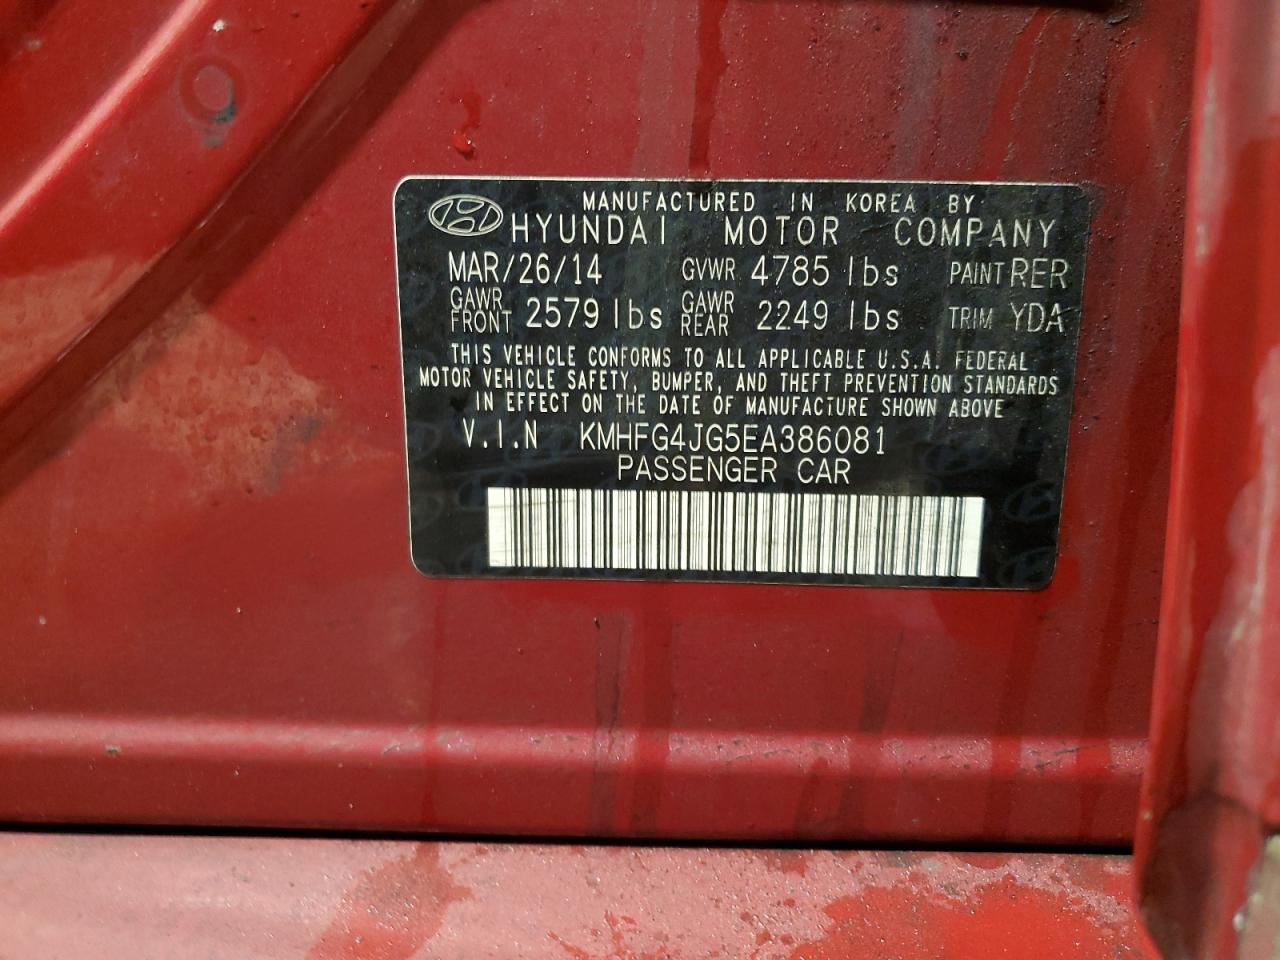 MANUFACTURED IN KOREA BY
HYUNDAI MOTOR COMPANY
MAR/26/14 GVWR 4785 lbs PAINT RER
GAWR FRONT 2579 lbs GAWR REAR 2249 lbs TRIM YDA
THIS VEHICLE CONFORMS TO ALL APPLICABLE U.S.A. FEDERAL
MOTOR VEHICLE SAFETY, BUMPER, AND THEFT PREVENTION STANDARDS
IN EFFECT ON THE DATE OF MANUFACTURE SHOWN ABOVE
V.I.N KMHFG4JG5EA386081
PASSENGER CAR